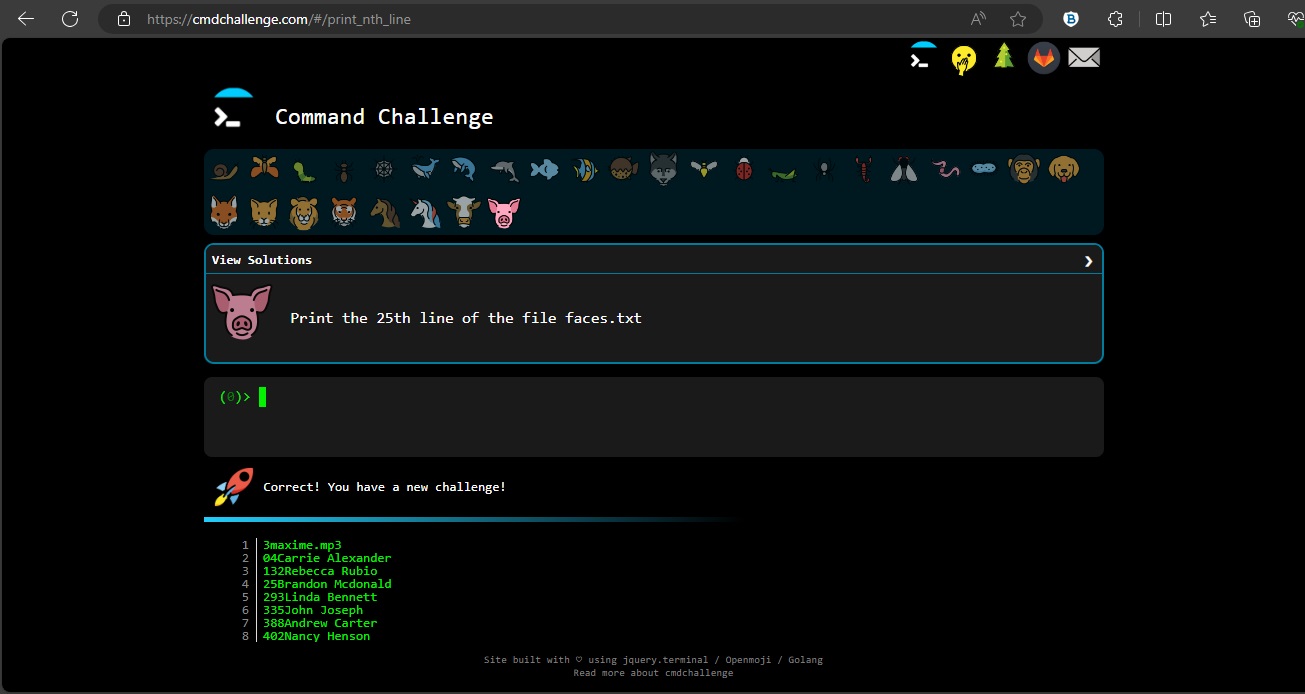 https://cmdchallenge.com/#/print_nth_line
Command Challenge
View Solutions
Print the 25th line of the file faces.txt
(0)>
Correct! You have a new challenge!
1 3maxime.mp3
2 04Carrie Alexander
3 132Rebecca Rubio
4 25Brandon Mcdonald
5 293Linda Bennett
6 335John Joseph
7 388Andrew Carter
8 402Nancy Henson
Site built with ♡ using jquery.terminal / Openmoji / Golang
Read more about cmdchallenge